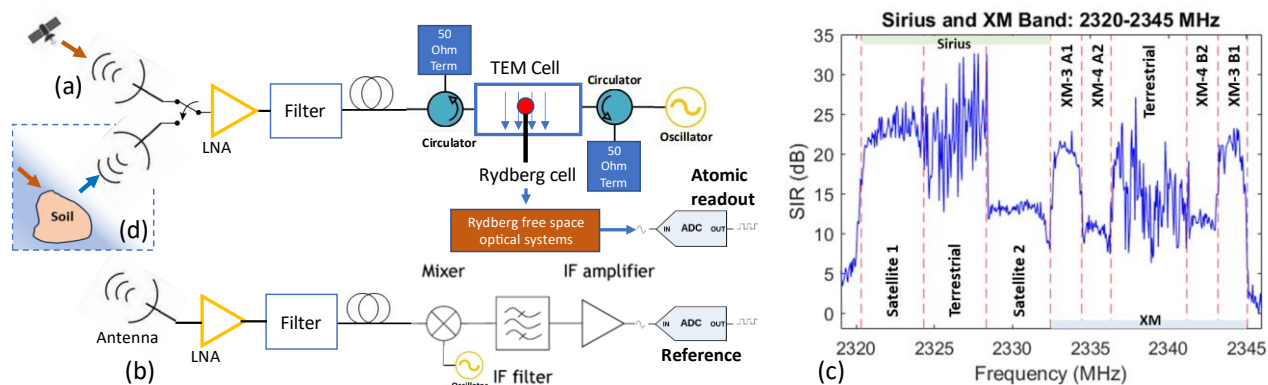 (a)
LNA
Filter
50
Ohm
Term
Circulator
TEM Cell
Circulator
Oscillator
50
Ohm
Term
Rydberg cell
Rydberg free space
optical systems
Atomic
readout
IN ADC OUT
Soil
(d)
Antenna
LNA
(b)
Filter
Mixer
Oscillator
IF filter
IF amplifier
IN ADC OUT
Reference
Sirius and XM Band: 2320-2345 MHz
SIR (dB)
35
30
25
20
15
10
5
0
Sirius
Satellite 1
Terrestrial
Satellite 2
XM-3 A1
XM-4 A2
Terrestrial
XM-4 B2
XM-3 B1
XM
2320
2325
2330
2335
2340
2345
(c)
Frequency (MHz)